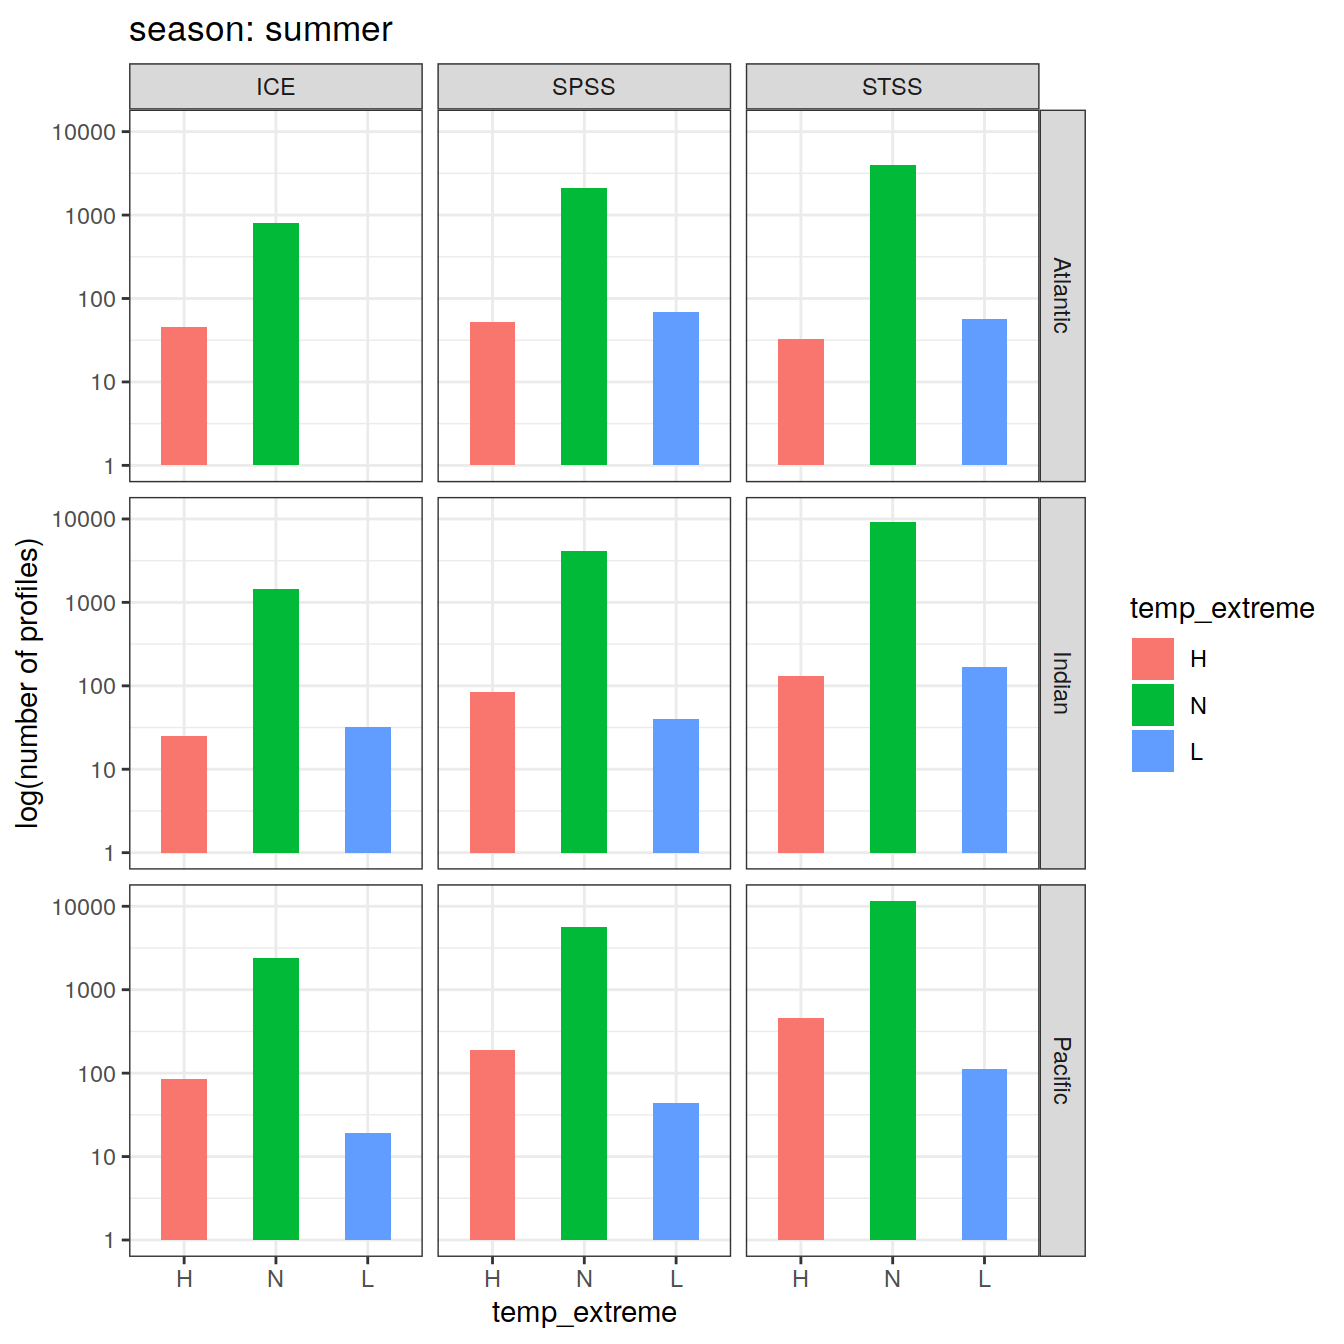 season: summer
ICE SPSS STSS
10000
1000
100
10
1
Atlantic
10000
1000
100
10
1
Indian
log(number of profiles)
10000
1000
100
10
1
Pacific
H N L H N L H N L
temp_extreme
temp_extreme
H
N
L